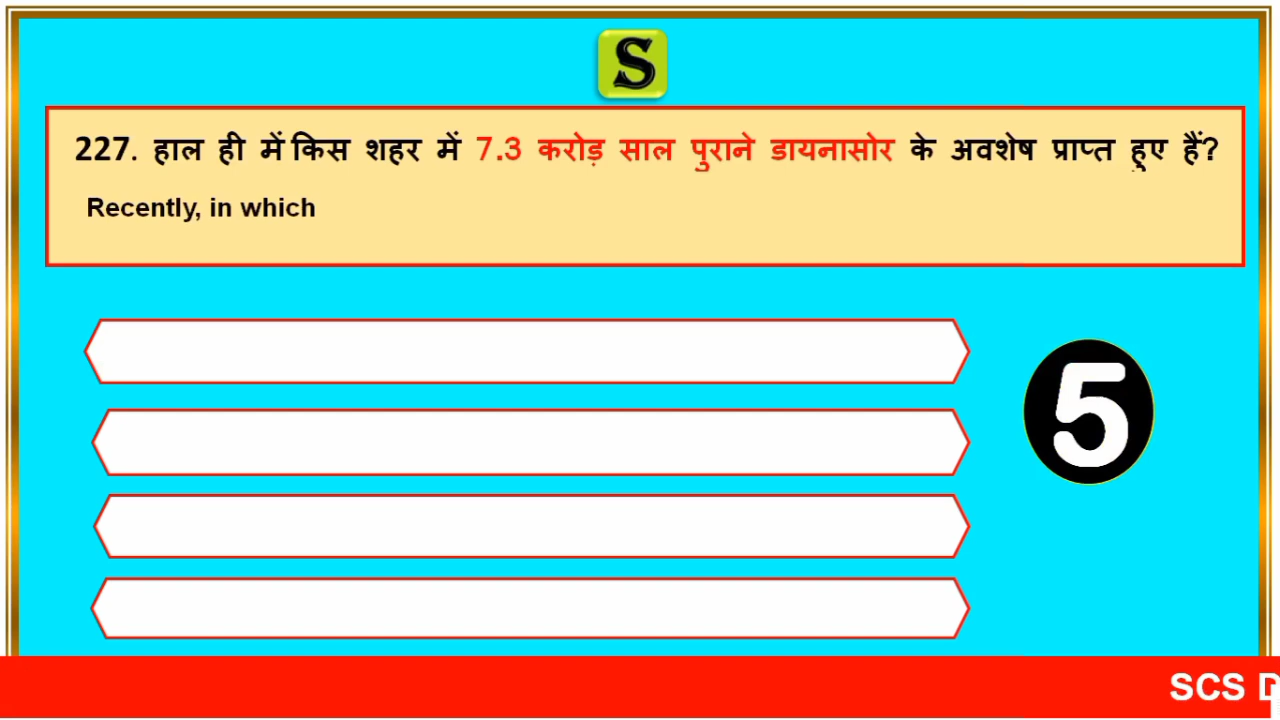 S
227. हाल ही में किस शहर में 7.3 करोड़ साल पुराने डायनासोर के अवशेष प्राप्त हुए हैं?
Recently, in which
5
SCS